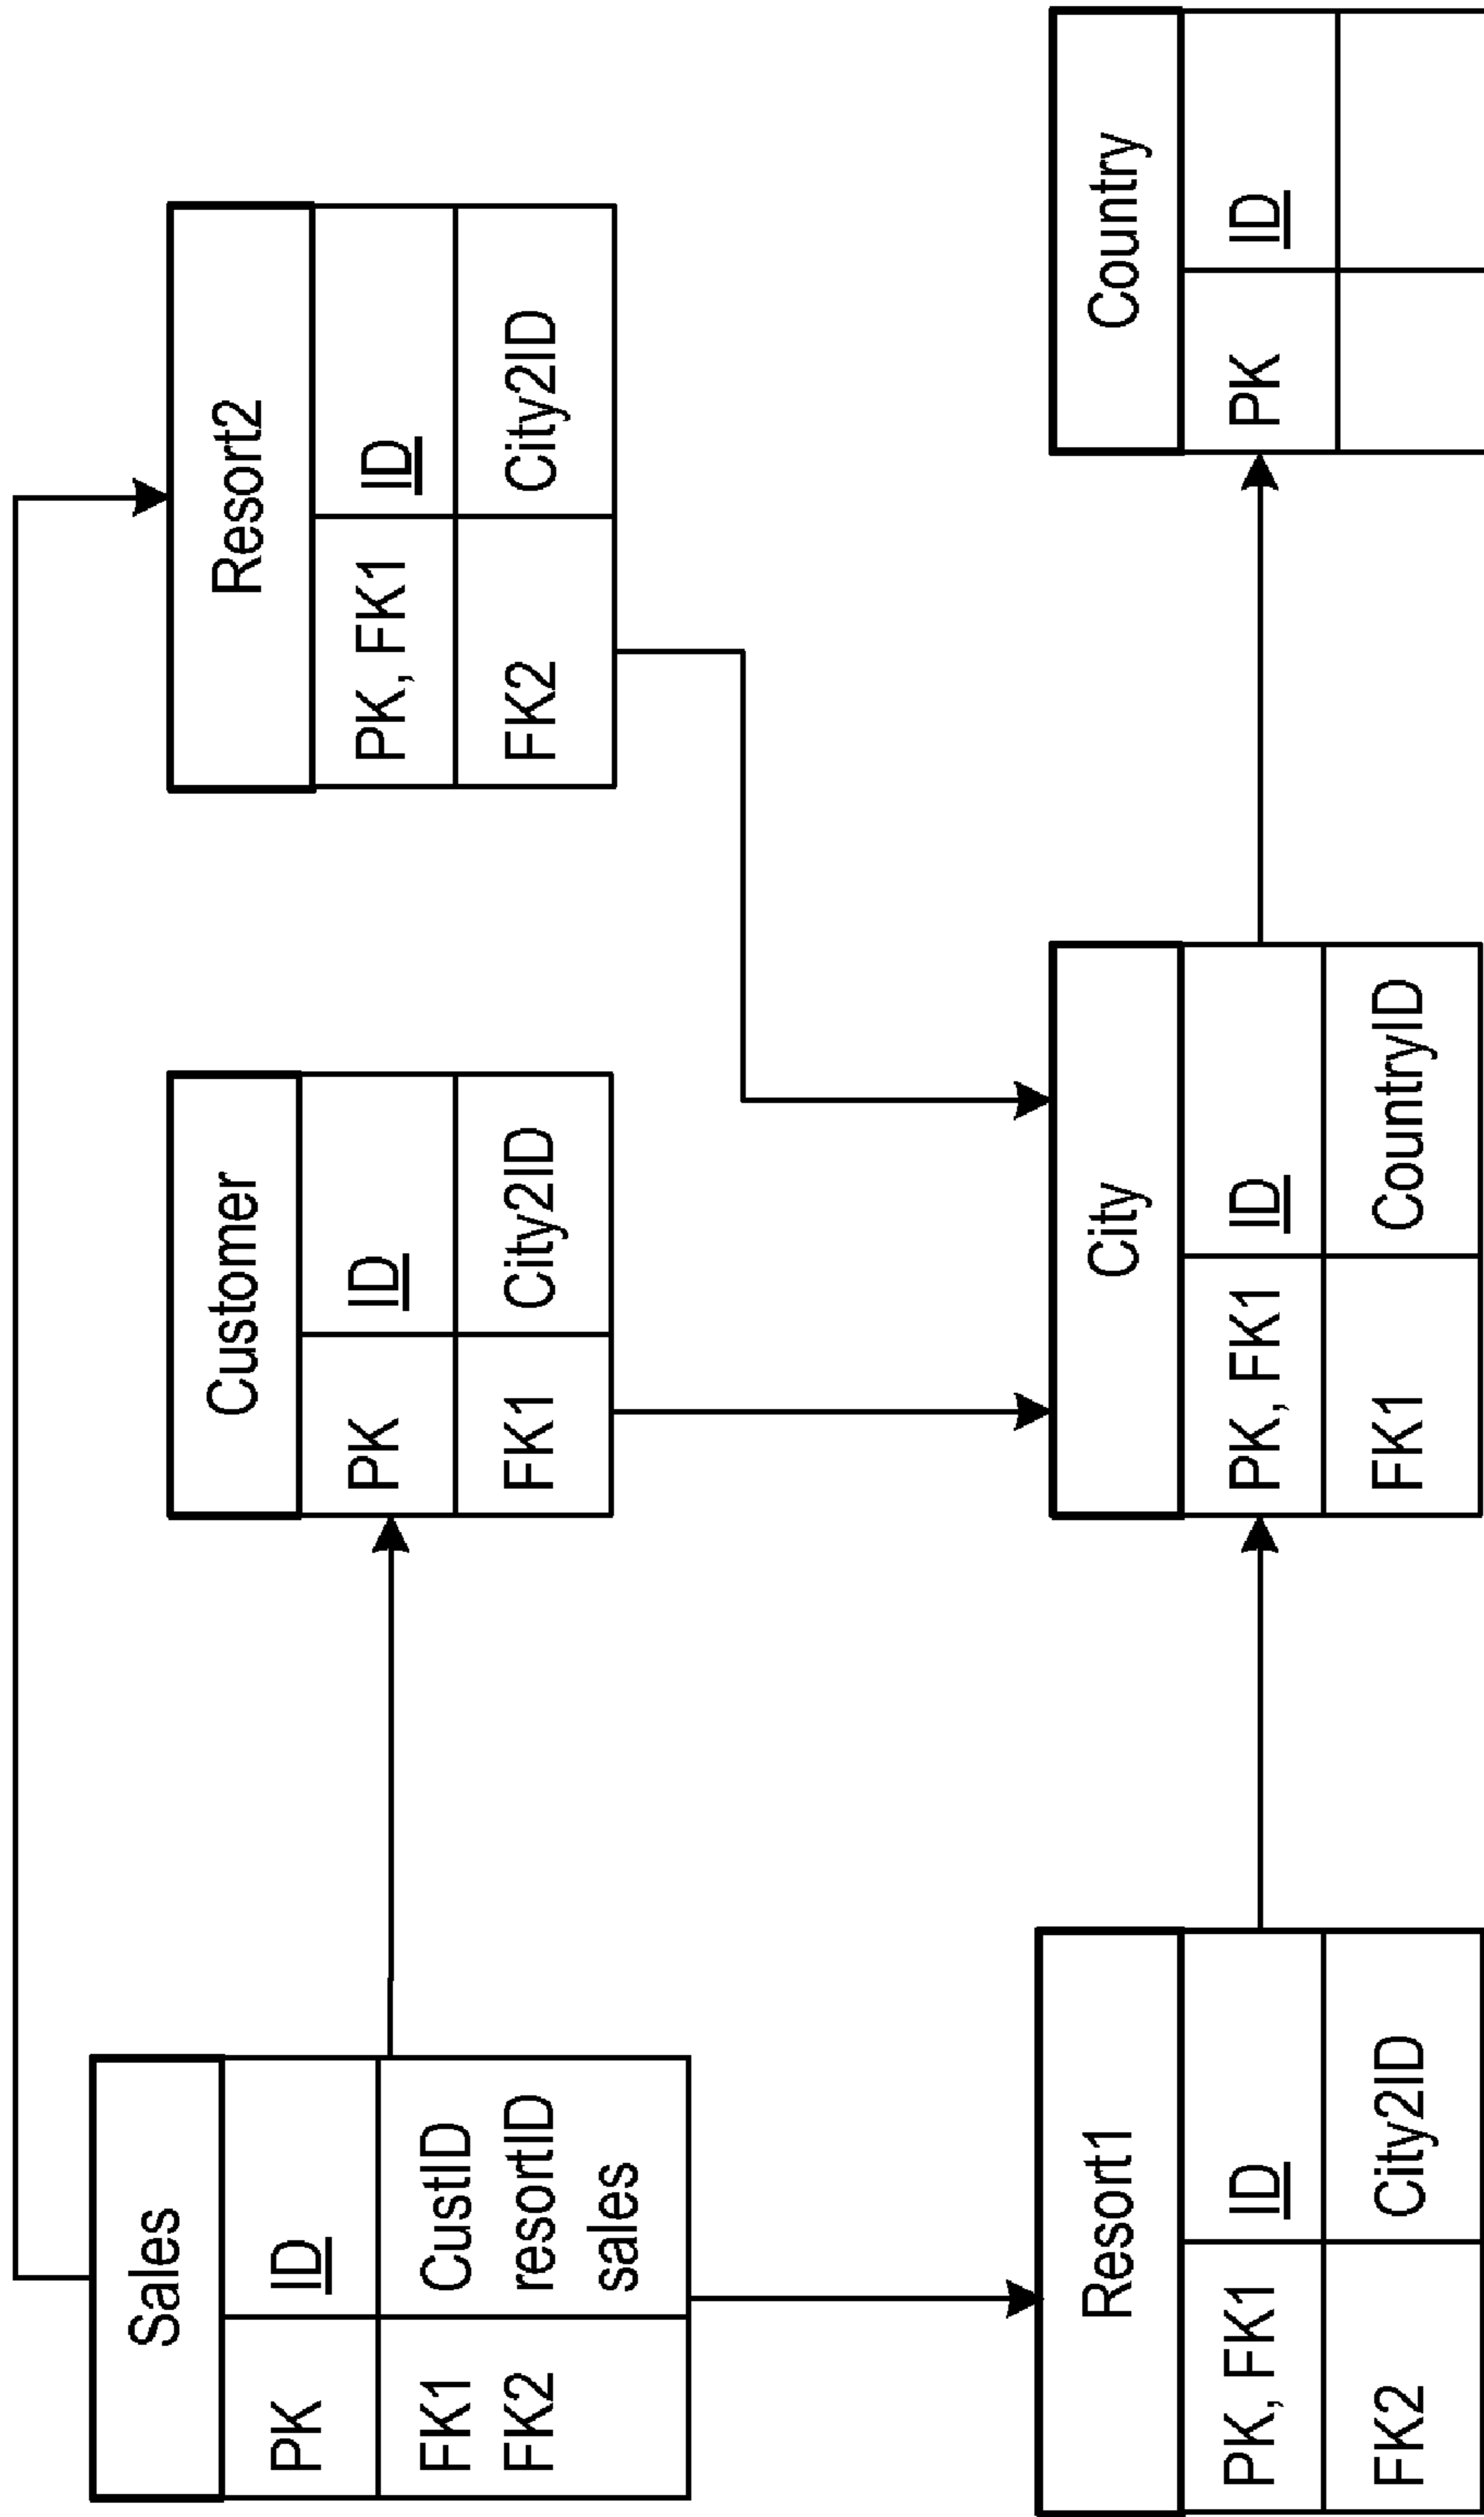 Sales
PK ID
FK1 CustID
FK2 resortID
sales
Customer
PK ID
FK1 City2ID
Resort2
PK, FK1 ID
FK2 City2ID
Resort1
PK, FK1 ID
FK2 City2ID
City
PK, FK1 ID
FK1 CountryID
Country
PK ID